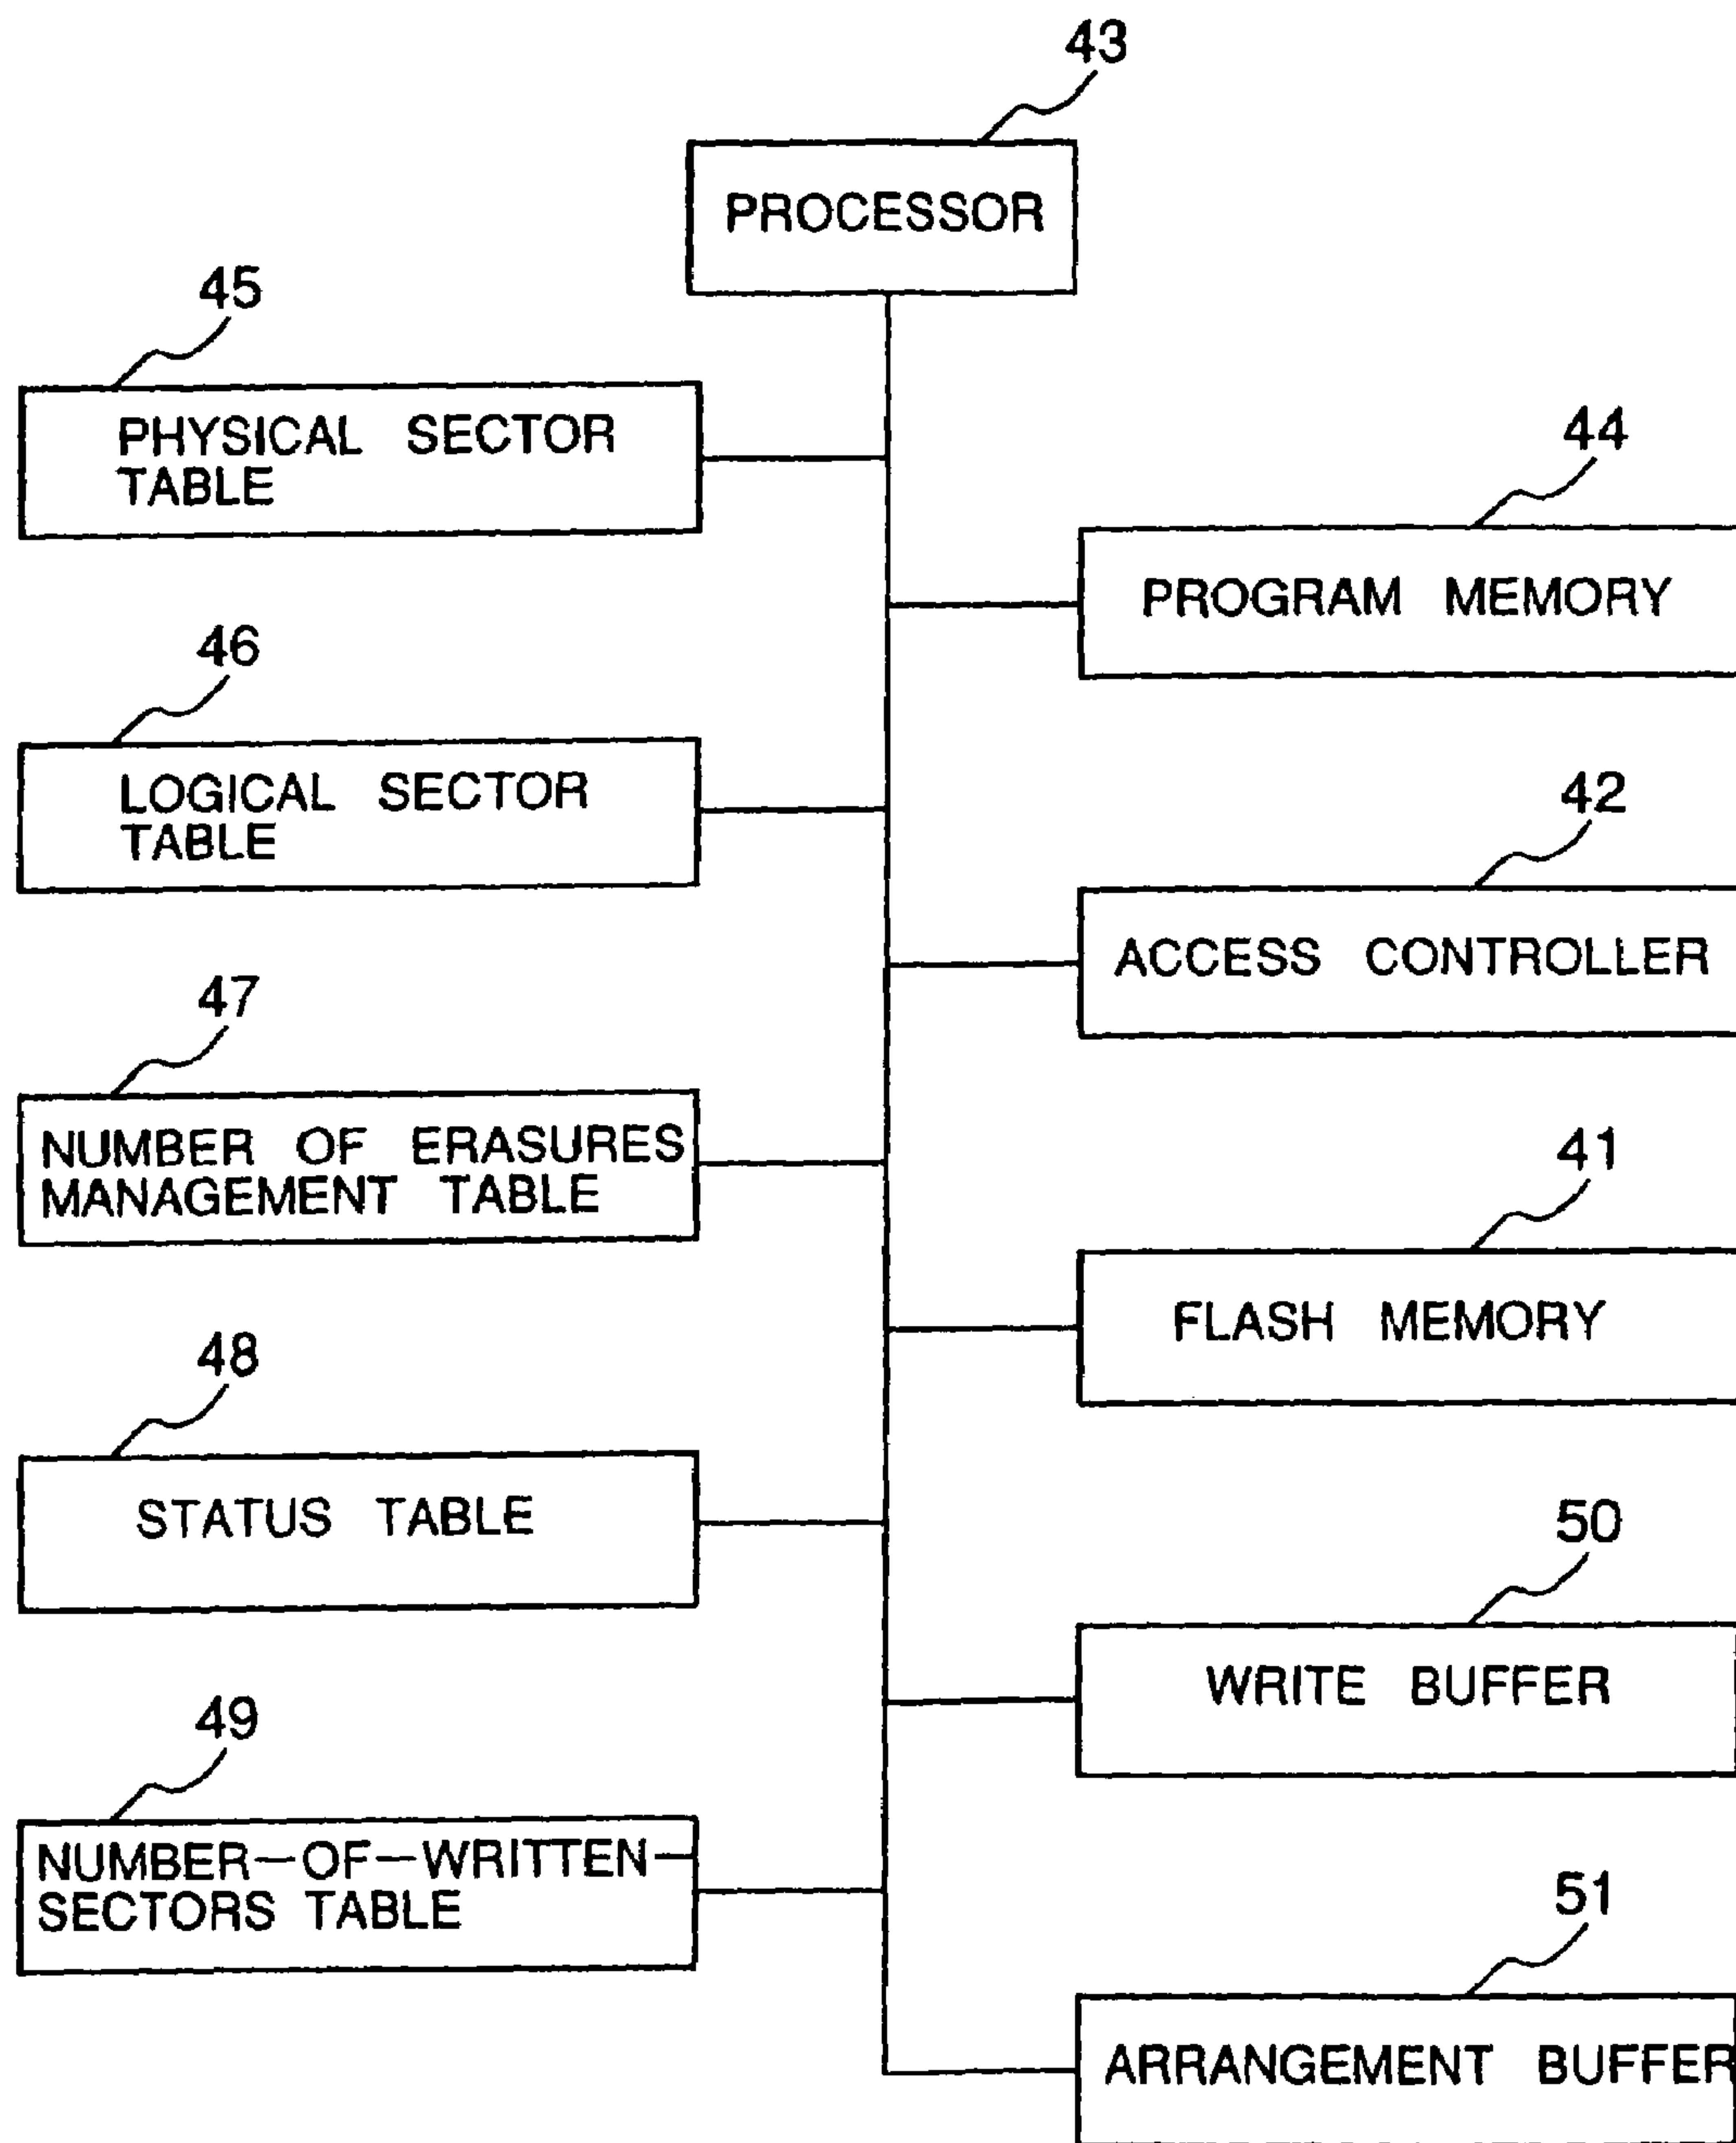 43
PROCESSOR
45
PHYSICAL SECTOR
TABLE
44
PROGRAM MEMORY
46
LOGICAL SECTOR
TABLE
42
ACCESS CONTROLLER
47
NUMBER OF ERASURES
MANAGEMENT TABLE
41
FLASH MEMORY
48
STATUS TABLE
50
WRITE BUFFER
49
NUMBER-OF-WRITTEN-
SECTORS TABLE
51
ARRANGEMENT BUFFER